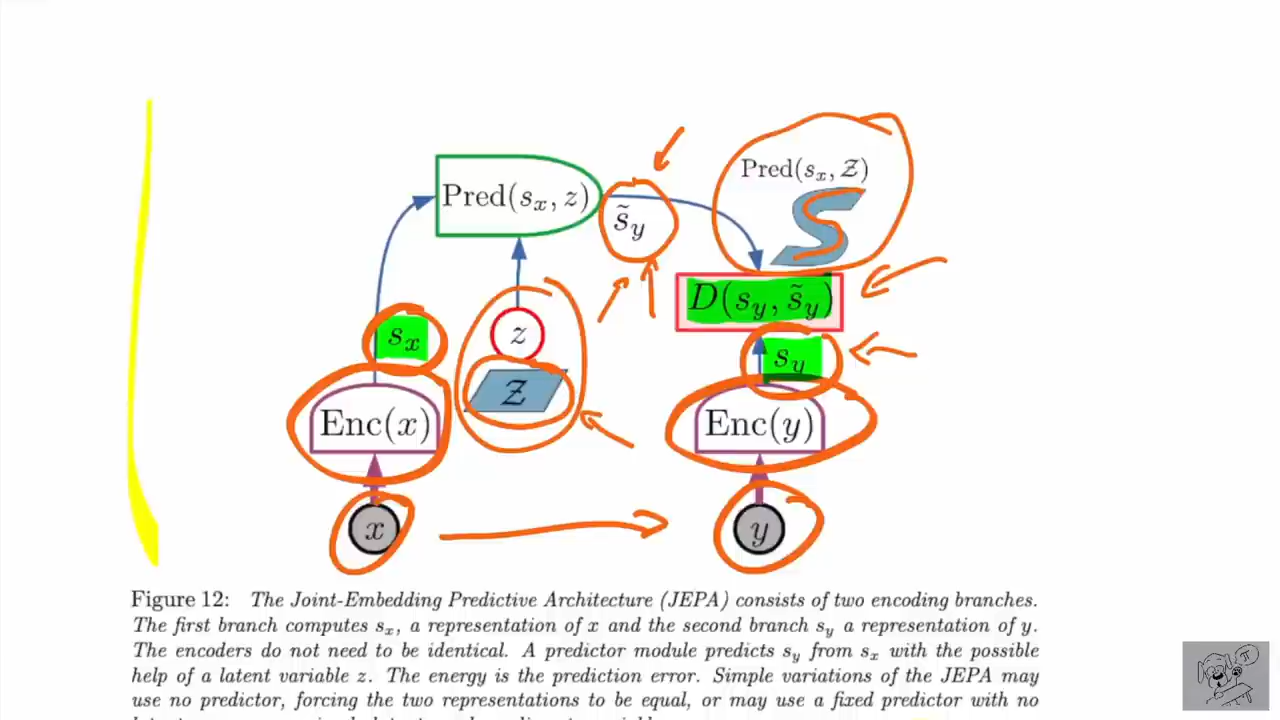 Pred(s_x, z)
s̃_y
Pred(s_x, 𝒵)
D(s_y, s̃_y)
s_x
z
s_y
𝒵
Enc(x)
Enc(y)
x
y
Figure 12: The Joint-Embedding Predictive Architecture (JEPA) consists of two encoding branches.
The first branch computes s_x, a representation of x and the second branch s_y a representation of y.
The encoders do not need to be identical. A predictor module predicts s_y from s_x with the possible
help of a latent variable z. The energy is the prediction error. Simple variations of the JEPA may
use no predictor, forcing the two representations to be equal, or may use a fixed predictor with no